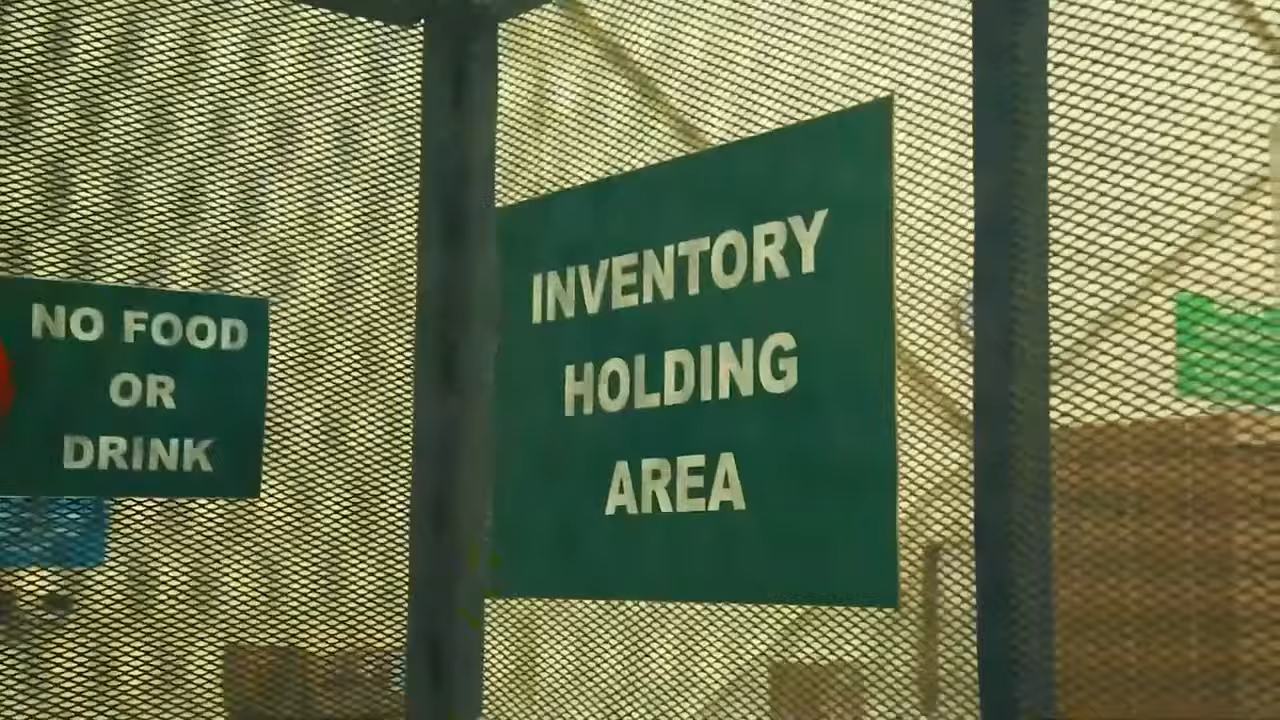 NO FOOD
OR
DRINK
INVENTORY
HOLDING
AREA